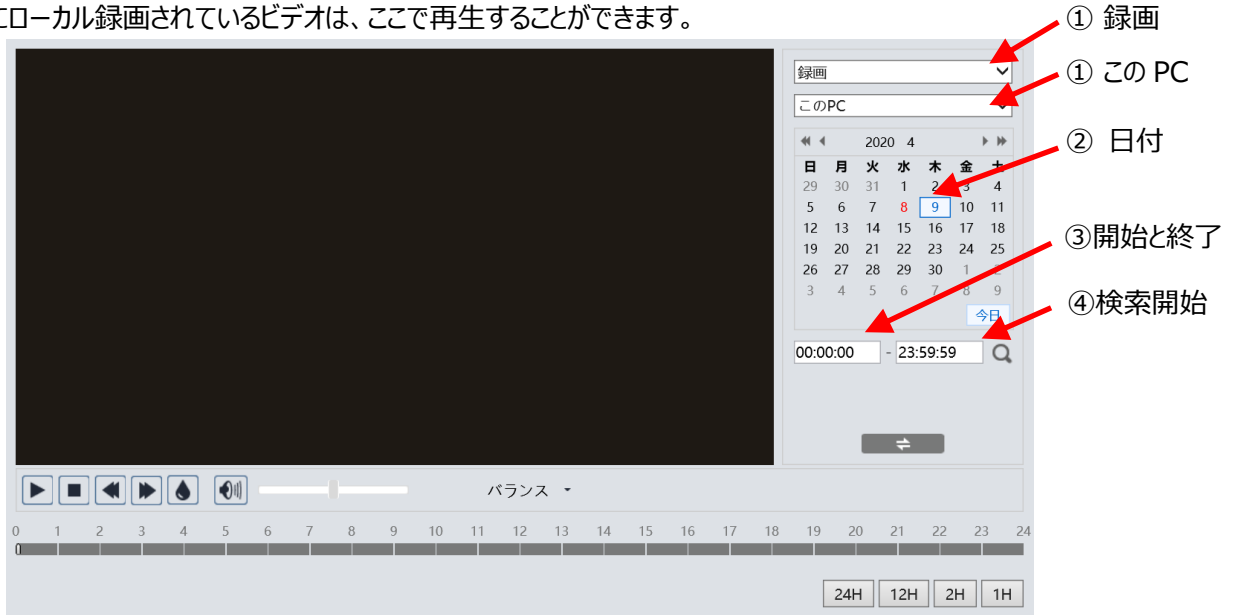 にローカル録画されているビデオは、ここで再生することができます。
① 録画
録画
① この PC
このPC
② 日付
2020 4
日 月 火 水 木 金 土
29 30 31 1 2 3 4
5 6 7 8 9 10 11
12 13 14 15 16 17 18
19 20 21 22 23 24 25
26 27 28 29 30 1 2
3 4 5 6 7 8 9
今日
③開始と終了
④検索開始
00:00:00 - 23:59:59
バランス
0 1 2 3 4 5 6 7 8 9 10 11 12 13 14 15 16 17 18 19 20 21 22 23 24
24H 12H 2H 1H